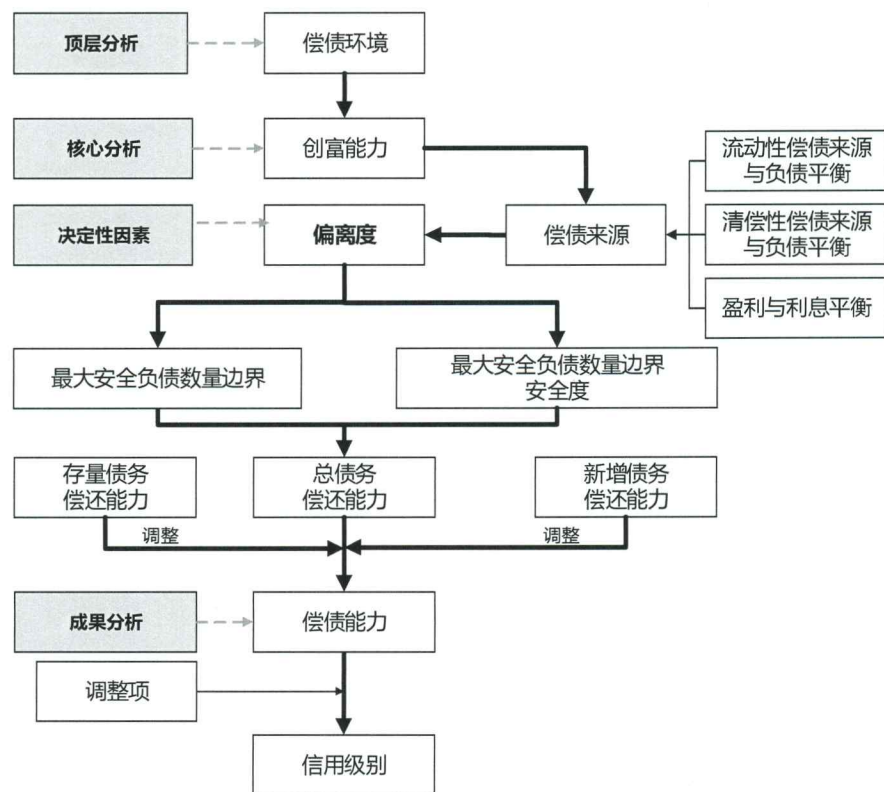 顶层分析
偿债环境
核心分析
创富能力
流动性偿债来源
与负债平衡
决定性因素
偏离度
偿债来源
清偿性偿债来源
与负债平衡
盈利与利息平衡
最大安全负债数量边界
最大安全负债数量边界
安全度
存量债务
偿还能力
总债务
偿还能力
新增债务
偿还能力
调整
调整
成果分析
偿债能力
调整项
信用级别